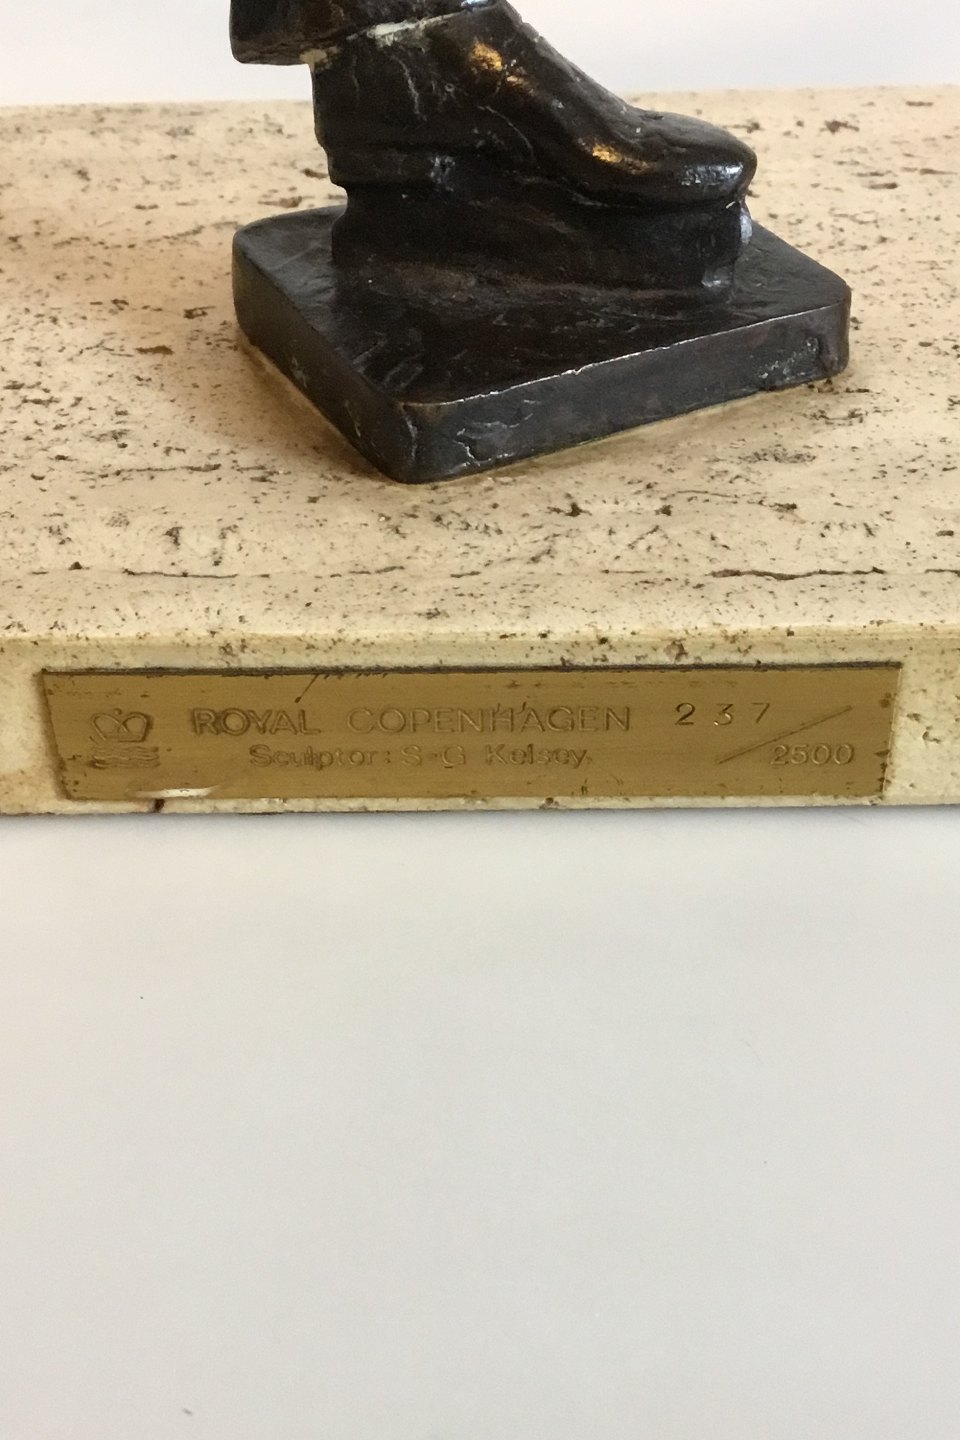 ROYAL COPENHAGEN 237 / 2500
Sculptor: S-G Kelsey.